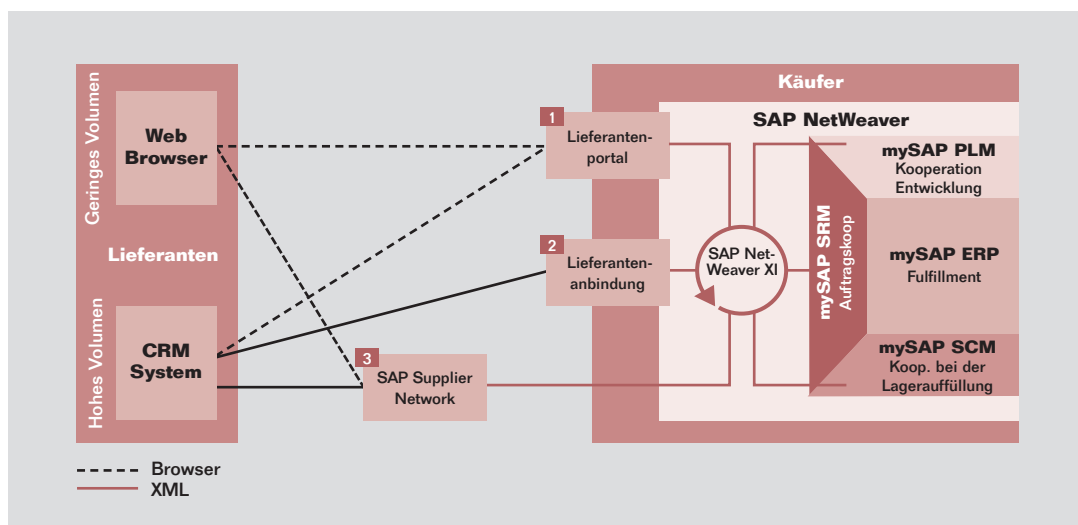 Käufer
SAP NetWeaver
Geringes Volumen
Web
Browser
Lieferanten
Hohes Volumen
CRM
System
1
Lieferanten-
portal
2
Lieferanten-
anbindung
3
SAP Supplier
Network
SAP Net-
Weaver XI
mySAP SRM
Auftragskoop
mySAP PLM
Kooperation
Entwicklung
mySAP ERP
Fulfillment
mySAP SCM
Koop. bei der
Lagerauffüllung
Browser
XML